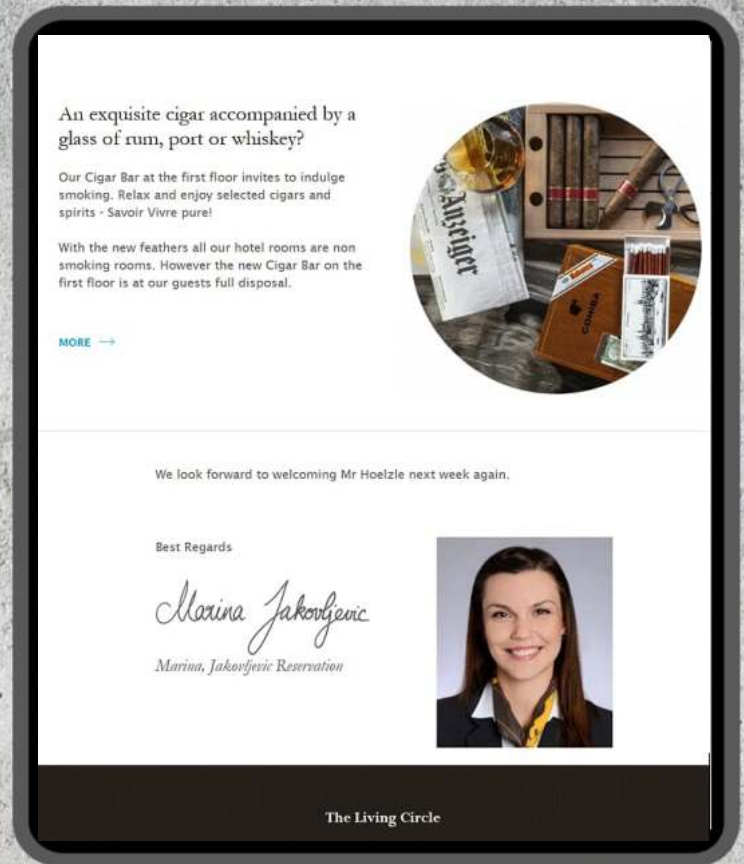 An exquisite cigar accompanied by a
glass of rum, port or whiskey?
Our Cigar Bar at the first floor invites to indulge
smoking. Relax and enjoy selected cigars and
spirits - Savoir Vivre pure!
With the new feathers all our hotel rooms are non
smoking rooms. However the new Cigar Bar on the
first floor is at our guests full disposal.
MORE →
Anzeiger
COHIBA
We look forward to welcoming Mr Hoelzle next week again.
Best Regards
Marina Jakovljevic
Marina, Jakovljevic Reservation
The Living Circle